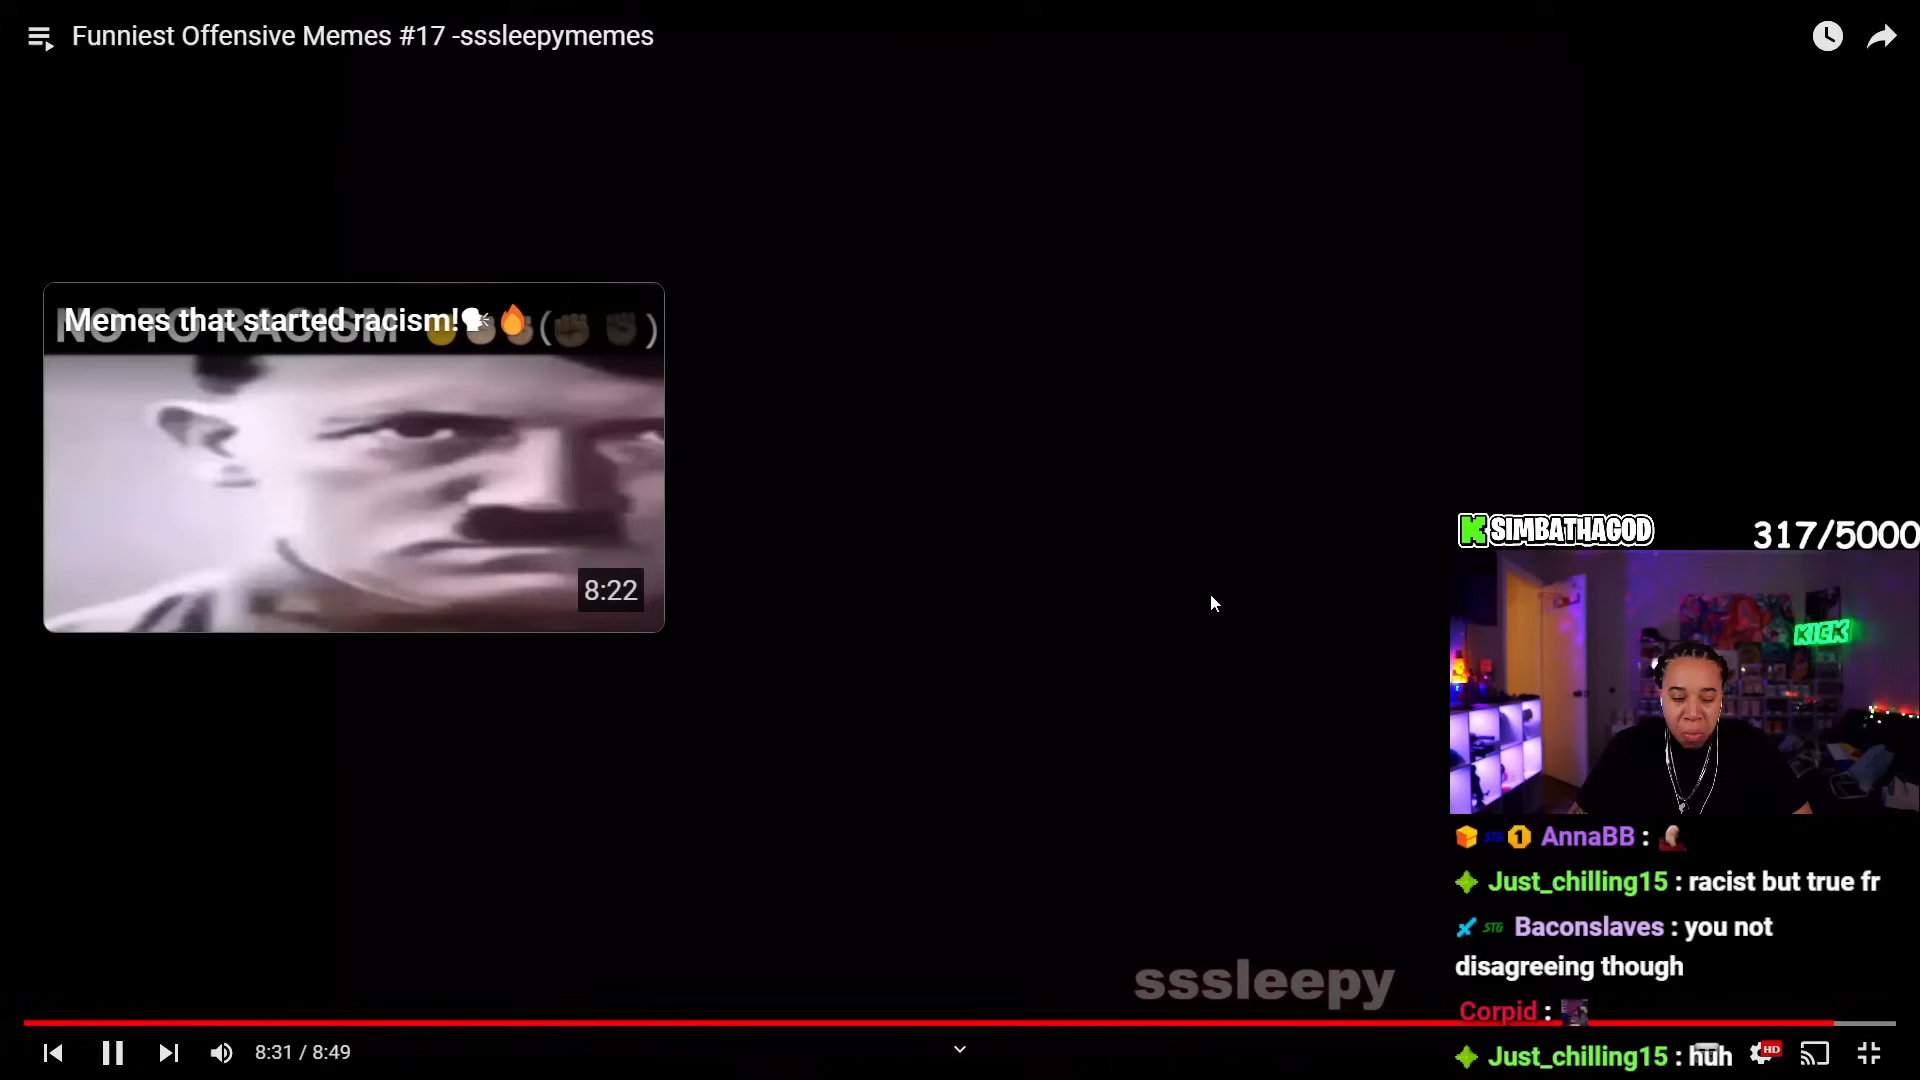 Funniest Offensive Memes #17 -sssleepymemes
Memes that started racism!🗣🔥
NO TO RACISM
8:22
SIMBATHAGOD
317/5000
KICK
AnnaBB :
Just_chilling15 : racist but true fr
STG Baconslaves : you not
disagreeing though
sssleepy
Corpid :
Just_chilling15 : huh
8:31 / 8:49
HD